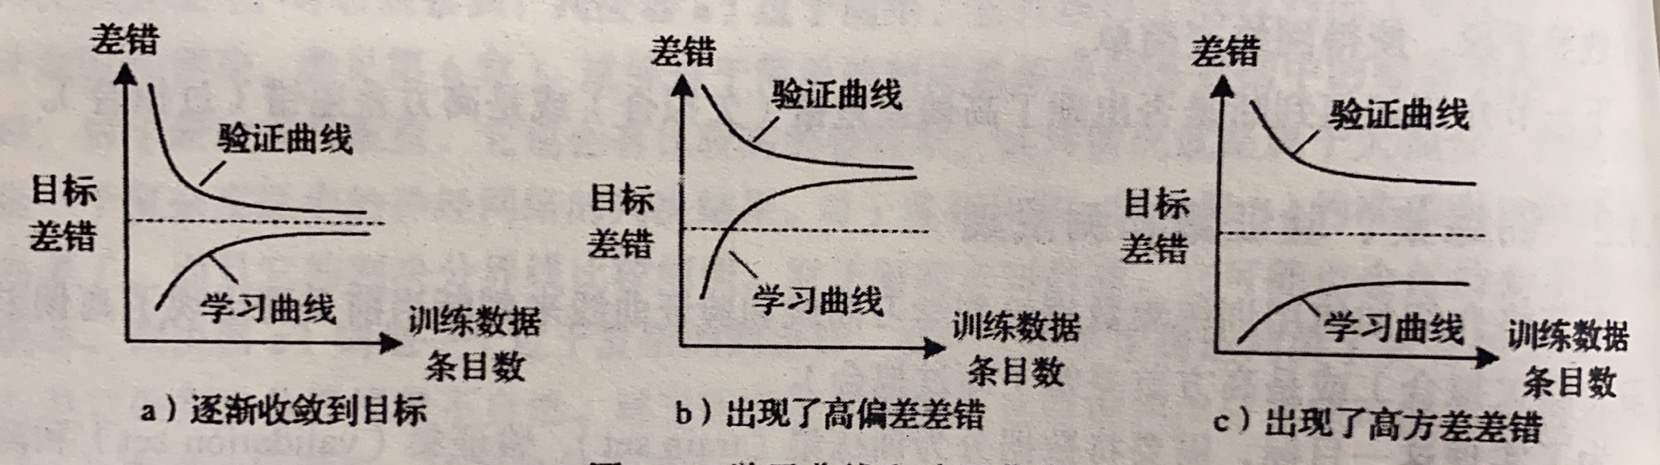 差错
验证曲线
目标
差错
学习曲线
训练数据
条目数
a）逐渐收敛到目标
差错
验证曲线
目标
差错
学习曲线
训练数据
条目数
b）出现了高偏差差错
差错
验证曲线
目标
差错
学习曲线
训练数据
条目数
c）出现了高方差差错